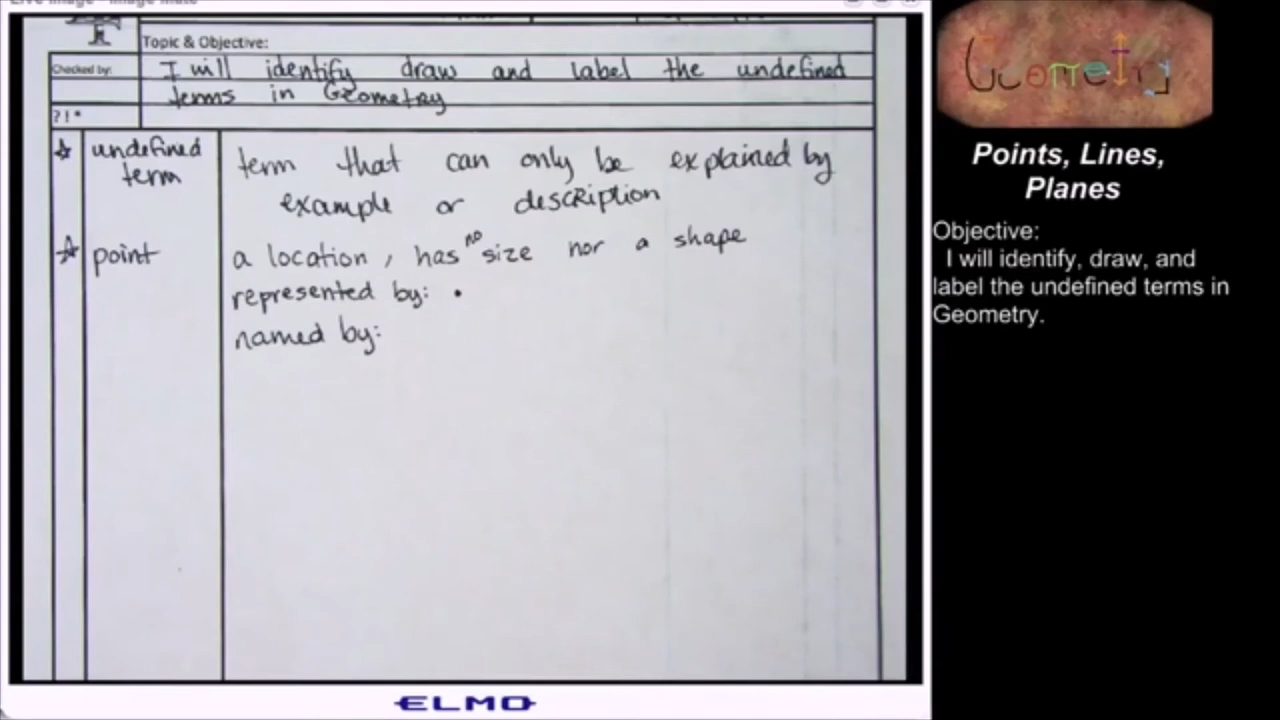 Topic & Objective:
Checked by:
I will identify draw and label the undefined
terms in Geometry
?!*
undefined
term
term that can only be explained by
example or description
point
a location, has no size nor a shape
represented by: .
named by:
ELMO
Geometry
Points, Lines,
Planes
Objective:
I will identify, draw, and
label the undefined terms in
Geometry.